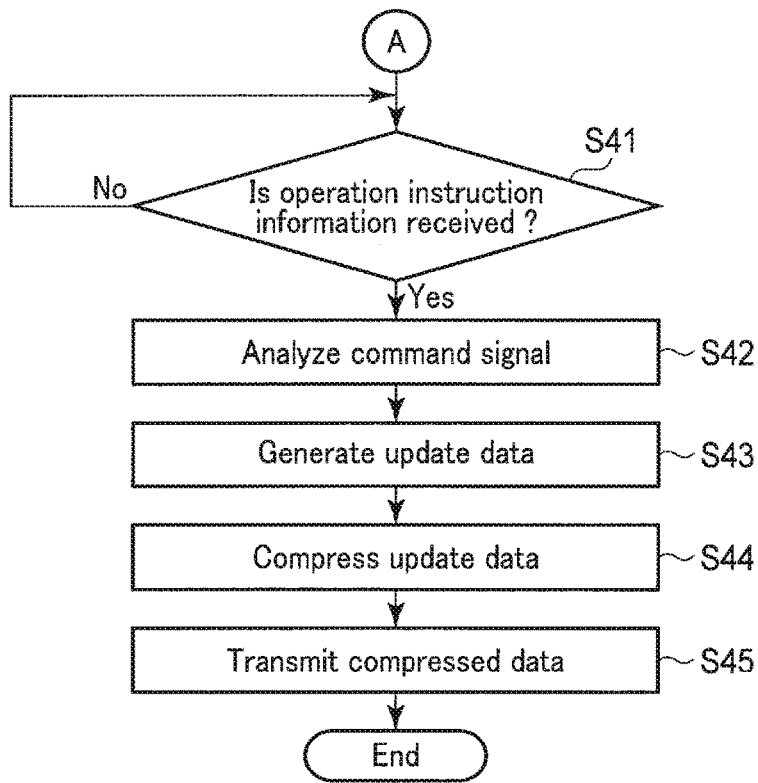 A
S41
Is operation instruction
information received ?
No
Yes
Analyze command signal
S42
Generate update data
S43
Compress update data
S44
Transmit compressed data
S45
End